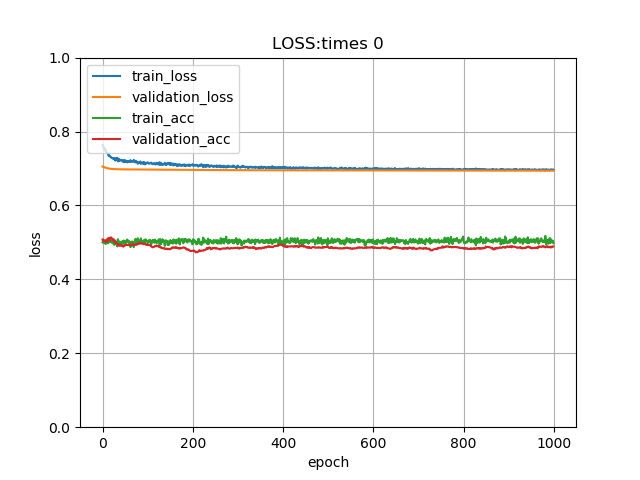 LOSS:times 0
1.0
train_loss
validation_loss
train_acc
validation_acc
0.8
0.6
0.4
0.2
0.0
loss
0 200 400 600 800 1000
epoch